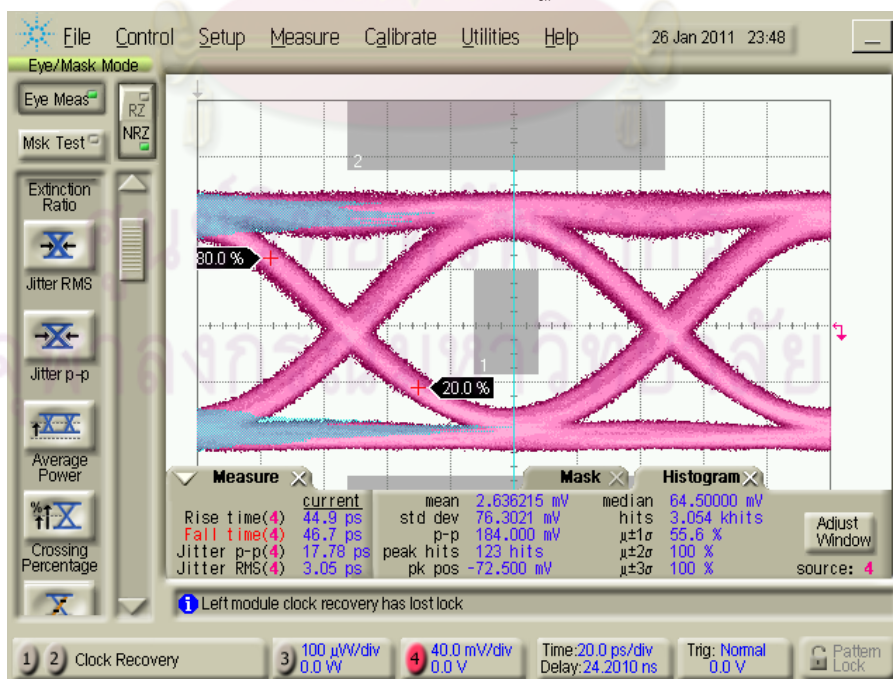 File Control Setup Measure Calibrate Utilities Help 26 Jan 2011 23:48
Eye/Mask Mode
Eye Meas
RZ
NRZ
Msk Test
Extinction
Ratio
Jitter RMS
Jitter p-p
Average
Power
Crossing
Percentage
2
80.0 %
1
20.0 %
Measure Mask Histogram
current
Rise time(4) 44.9 ps
Fall time(4) 46.7 ps
Jitter p-p(4) 17.78 ps
Jitter RMS(4) 3.05 ps
mean 2.636215 mV
std dev 76.3021 mV
p-p 184.000 mV
peak hits 123 hits
pk pos -72.500 mV
median 64.50000 mV
hits 3.054 khits
μ±1σ 55.6 %
μ±2σ 100 %
μ±3σ 100 %
Adjust
Window
source: 4
Left module clock recovery has lost lock
1 2 Clock Recovery
3 100 μW/div
0.0 W
4 40.0 mV/div
0.0 V
Time:20.0 ps/div
Delay:24.2010 ns
Trig: Normal
0.0 V
Pattern
Lock